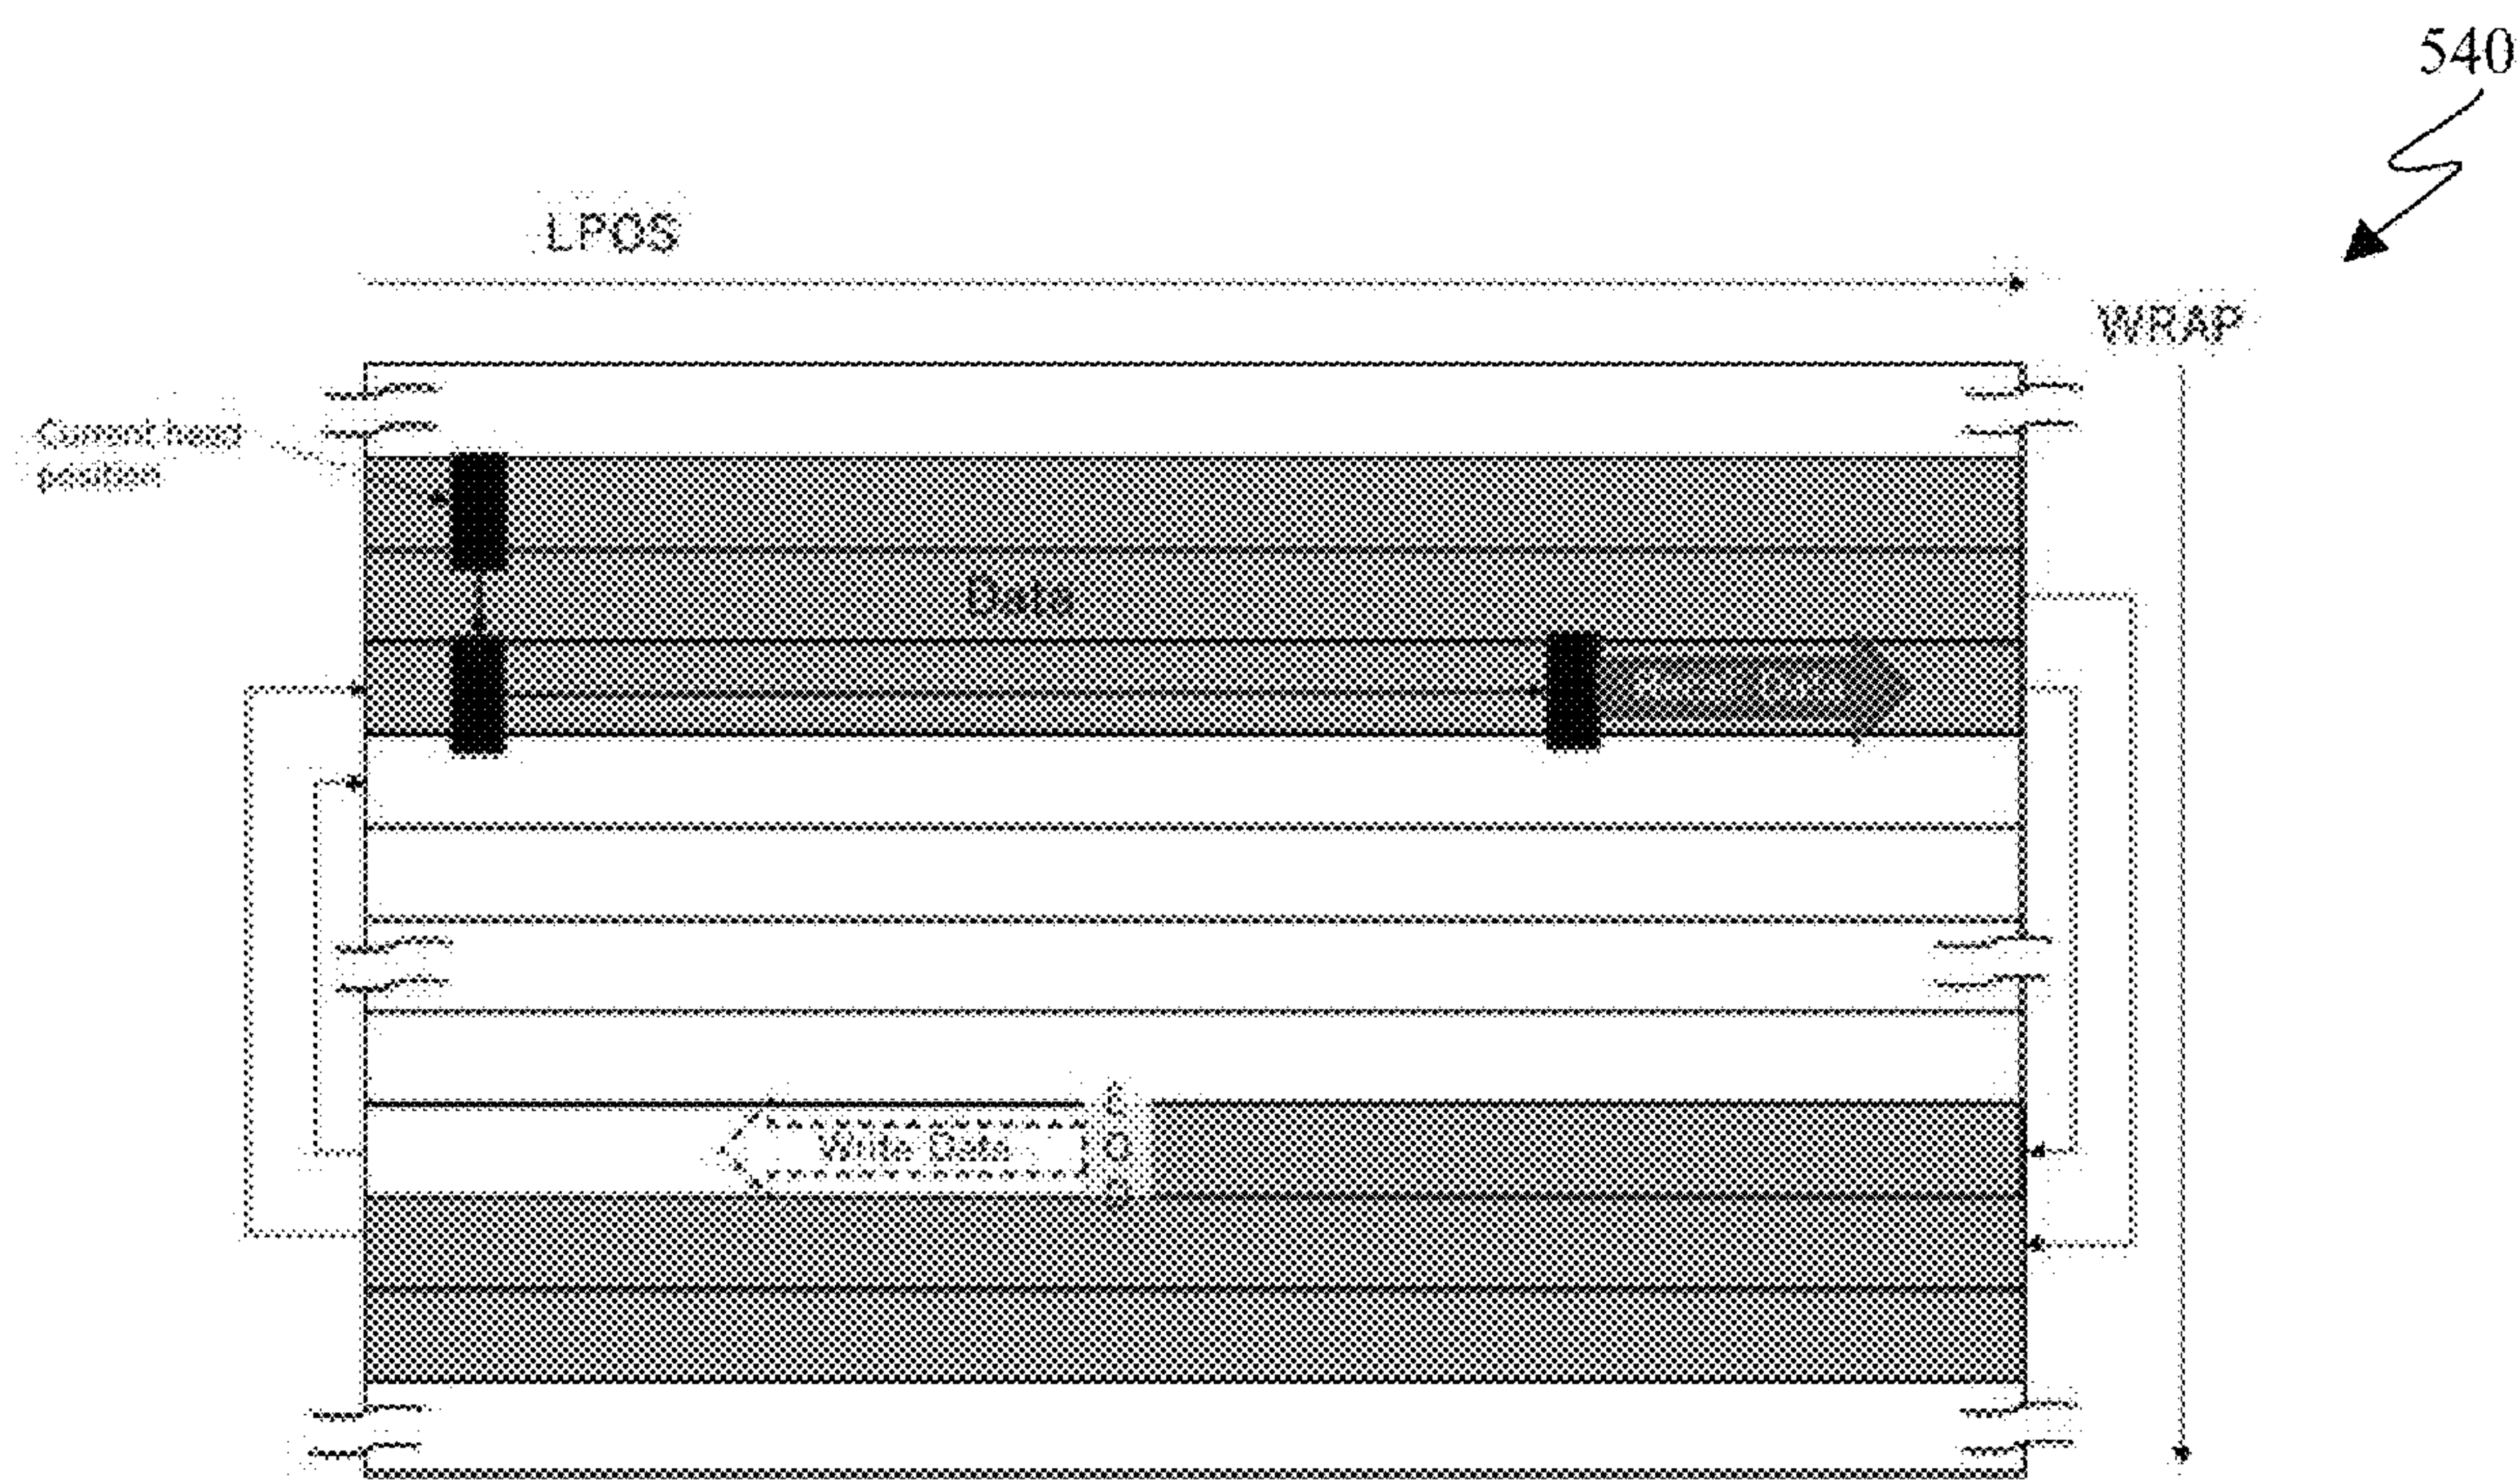 540
LPOS
WRAP
Current head
position
Data
Write Data
E
O
D